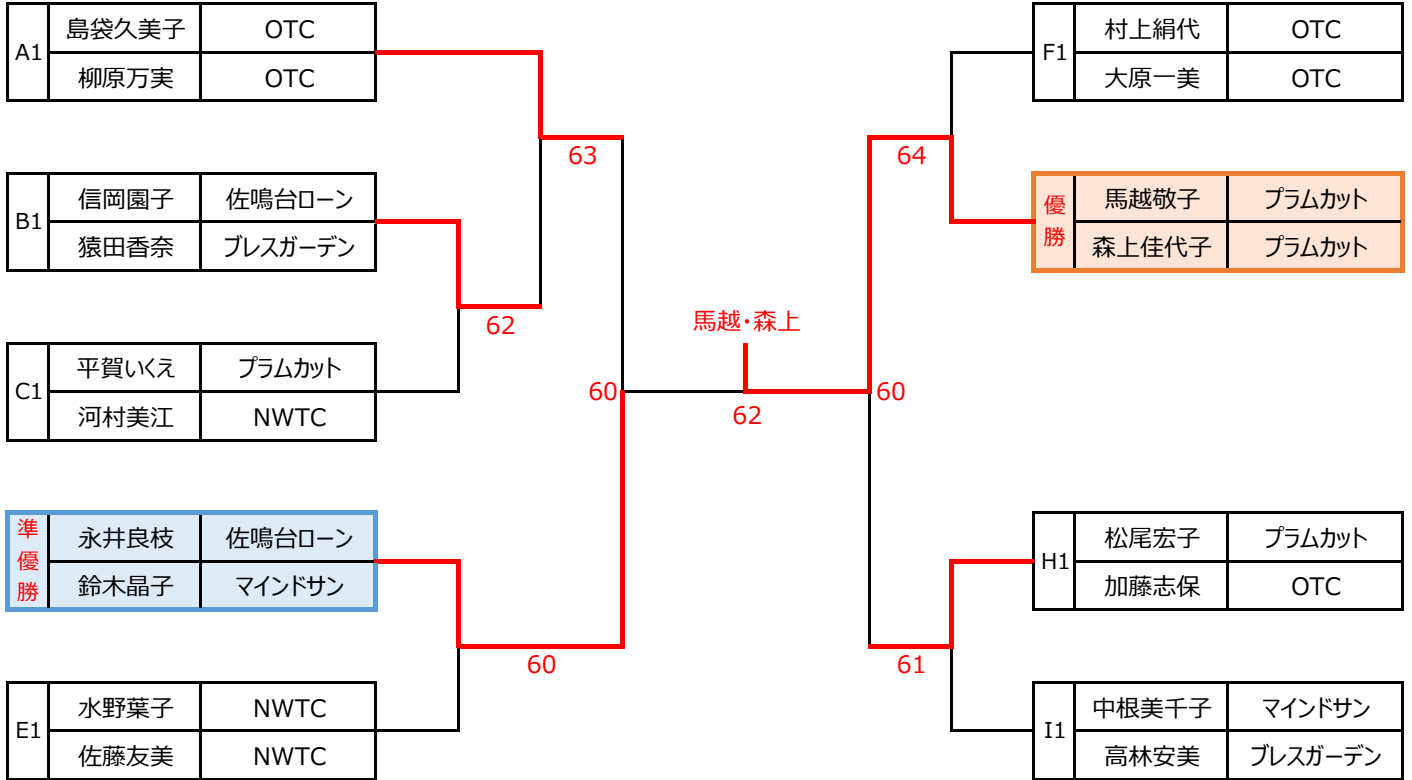 A1
島袋久美子 OTC
柳原万実 OTC
63
B1
信岡園子 佐鳴台ローン
猿田香奈 ブレスガーデン
62
C1
平賀いくえ プラムカット
河村美江 NWTC
60
準優勝
永井良枝 佐鳴台ローン
鈴木晶子 マインドサン
60
E1
水野葉子 NWTC
佐藤友美 NWTC
馬越・森上
62
F1
村上絹代 OTC
大原一美 OTC
64
優勝
馬越敬子 プラムカット
森上佳代子 プラムカット
60
H1
松尾宏子 プラムカット
加藤志保 OTC
61
I1
中根美千子 マインドサン
高林安美 ブレスガーデン